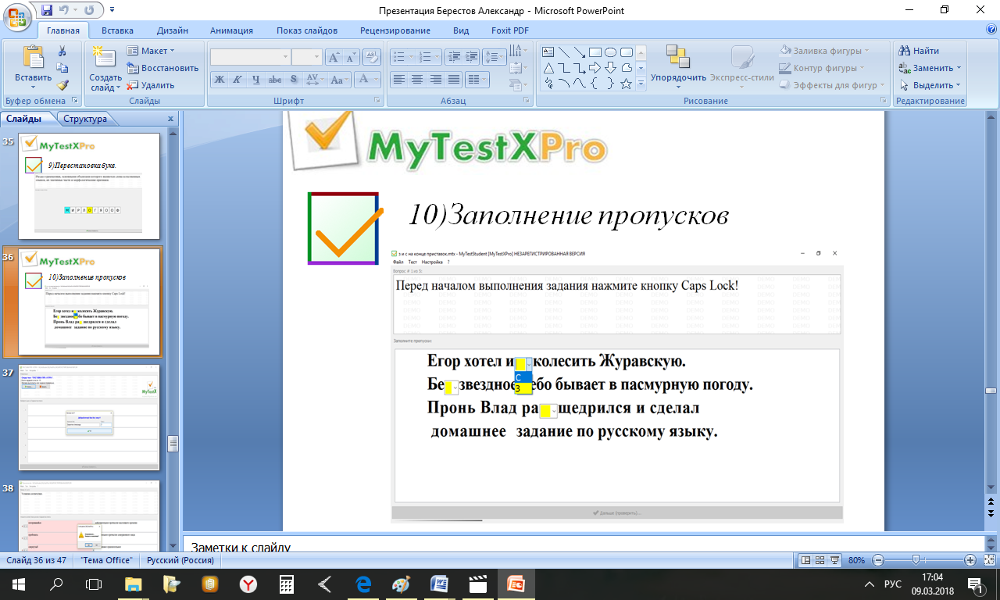 Презентация Берестов Александр - Microsoft PowerPoint
Главная Вставка Дизайн Анимация Показ слайдов Рецензирование Вид Foxit PDF
Вставить
Буфер обмена
Создать слайд
Макет
Восстановить
Удалить
Слайды
Ж К Ч abc S AV Aa A
Шрифт
Абзац
Упорядочить
Экспресс-стили
Заливка фигуры
Контур фигуры
Эффекты для фигур
Рисование
Найти
Заменить
Выделить
Редактирование
Слайды Структура x
35
MyTestXPro
9)Перестановка букв.
М И Р Л О Г В О О Ф
36
MyTestXPro
10)Заполнение пропусков
Перед началом выполнения задания нажмите кнопку Caps Lock!
Егор хотел и колесить Журавскую.
Бе звездное ебо бывает в пасмурную погоду.
Пронь Влад ра щедрился и сделал
домашнее задание по русскому языку.
37
MyTestX
38
MyTestXPro
10)Заполнение пропусков
з и с на конце приставок.mtx - MyTestStudent [MyTestXPro] НЕЗАРЕГИСТРИРОВАННАЯ ВЕРСИЯ
Файл Тест Настройка ?
Вопрос # 1 из 5:
Перед началом выполнения задания нажмите кнопку Caps Lock!
Заполните пропуски:
Егор хотел и колесить Журавскую.
С
З
Бе звездное ебо бывает в пасмурную погоду.
Пронь Влад ра щедрился и сделал
домашнее задание по русскому языку.
Дальше (проверить)...
Заметки к слайду
Слайд 36 из 47 "Тема Office" Русский (Россия) 80%
РУС 17:04
09.03.2018
1